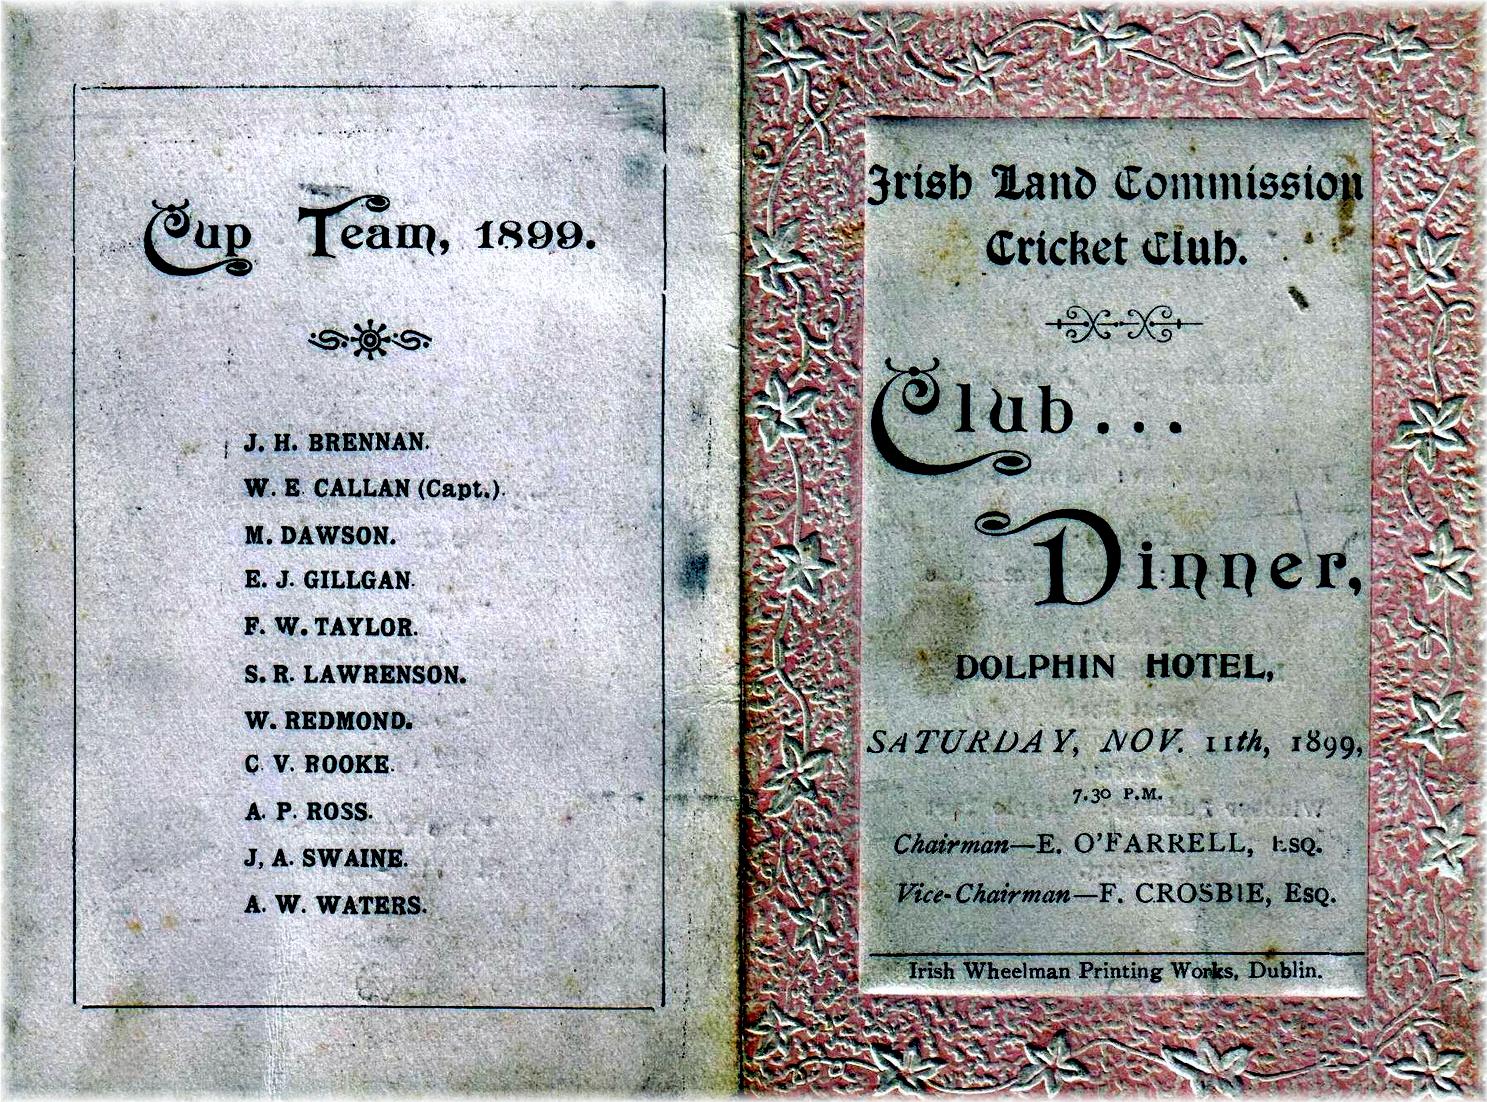 Cup Team, 1899.
J. H. BRENNAN.
W. E. CALLAN (Capt.).
M. DAWSON.
E. J. GILLGAN.
F. W. TAYLOR.
S. R. LAWRENSON.
W. REDMOND.
C. V. ROOKE.
A. P. ROSS.
J, A. SWAINE.
A. W. WATERS.
Irish Land Commission
Cricket Club.
Club...
Dinner,
DOLPHIN HOTEL,
SATURDAY, NOV. 11th, 1899,
7.30 P.M.
Chairman—E. O'FARRELL, ESQ.
Vice-Chairman—F. CROSBIE, ESQ.
Irish Wheelman Printing Works, Dublin.